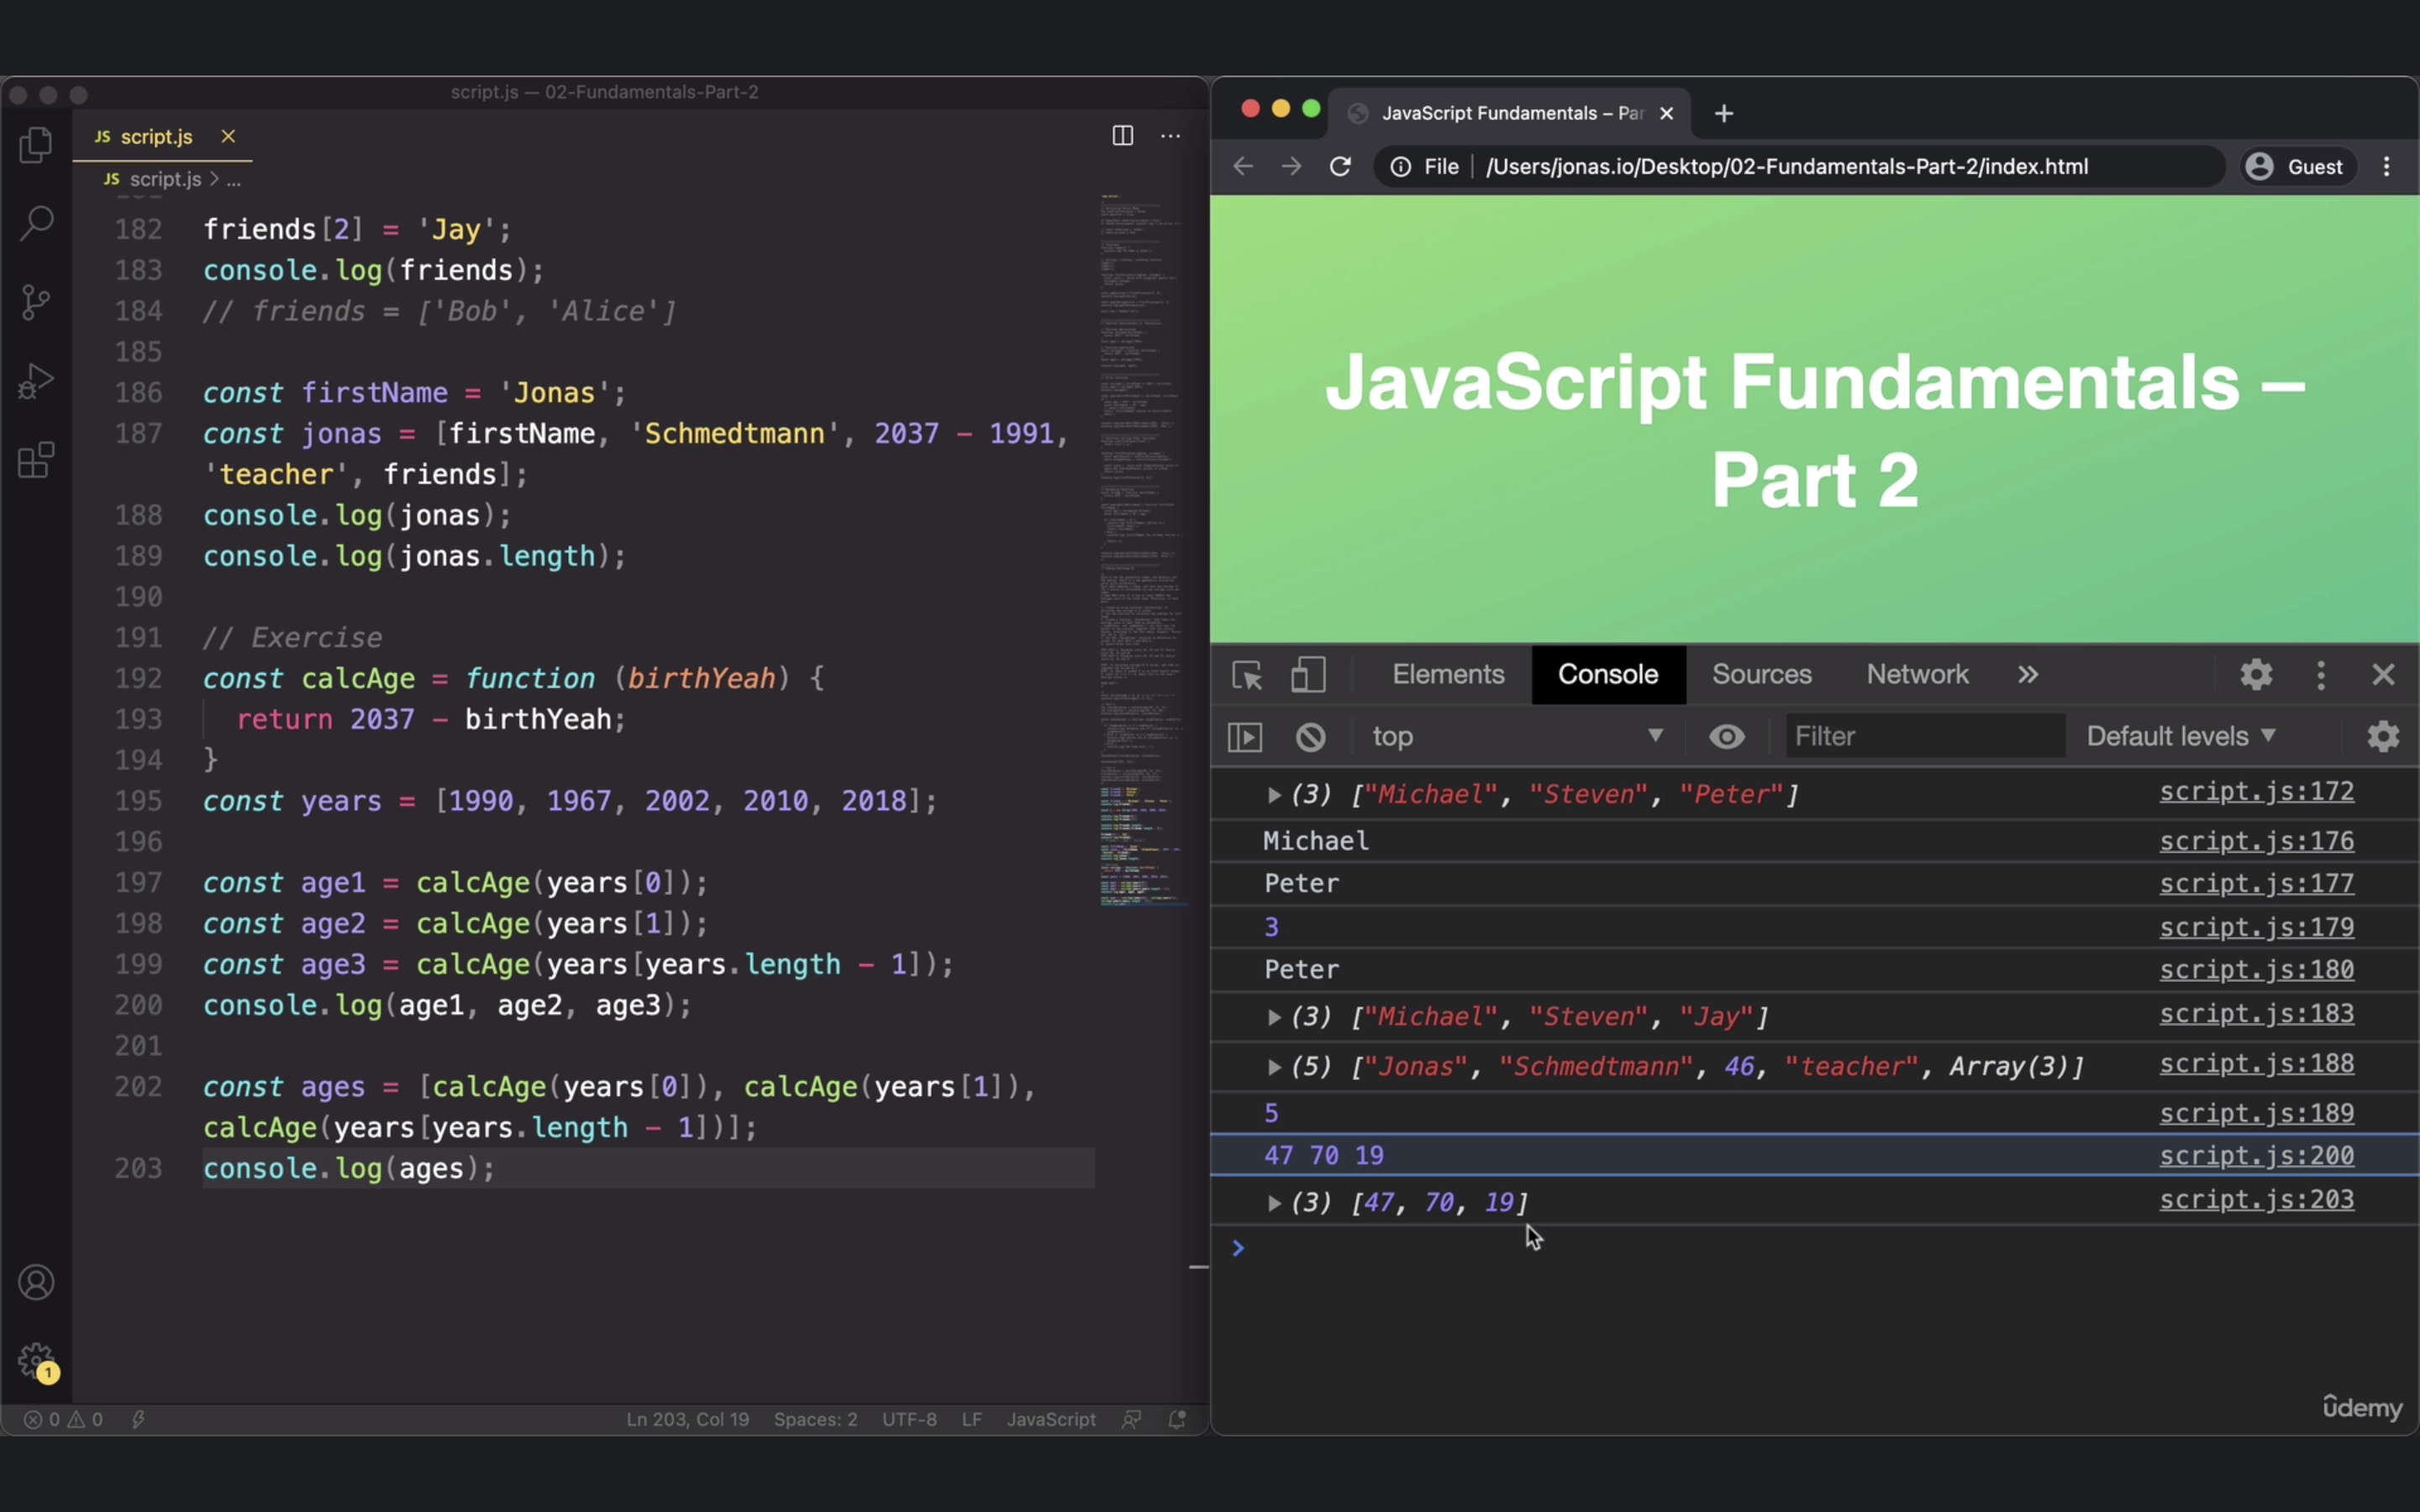 script.js — 02-Fundamentals-Part-2
JS script.js
JS script.js > ...
182 friends[2] = 'Jay';
183 console.log(friends);
184 // friends = ['Bob', 'Alice']
185
186 const firstName = 'Jonas';
187 const jonas = [firstName, 'Schmedtmann', 2037 - 1991,
'teacher', friends];
188 console.log(jonas);
189 console.log(jonas.length);
190
191 // Exercise
192 const calcAge = function (birthYeah) {
193 return 2037 - birthYeah;
194 }
195 const years = [1990, 1967, 2002, 2010, 2018];
196
197 const age1 = calcAge(years[0]);
198 const age2 = calcAge(years[1]);
199 const age3 = calcAge(years[years.length - 1]);
200 console.log(age1, age2, age3);
201
202 const ages = [calcAge(years[0]), calcAge(years[1]),
calcAge(years[years.length - 1])];
203 console.log(ages);
1
0 0
Ln 203, Col 19 Spaces: 2 UTF-8 LF JavaScript
JavaScript Fundamentals – Par
File /Users/jonas.io/Desktop/02-Fundamentals-Part-2/index.html Guest
JavaScript Fundamentals –
Part 2
Elements Console Sources Network
top Filter Default levels
(3) ["Michael", "Steven", "Peter"] script.js:172
Michael script.js:176
Peter script.js:177
3 script.js:179
Peter script.js:180
(3) ["Michael", "Steven", "Jay"] script.js:183
(5) ["Jonas", "Schmedtmann", 46, "teacher", Array(3)] script.js:188
5 script.js:189
47 70 19 script.js:200
(3) [47, 70, 19] script.js:203
ûdemy